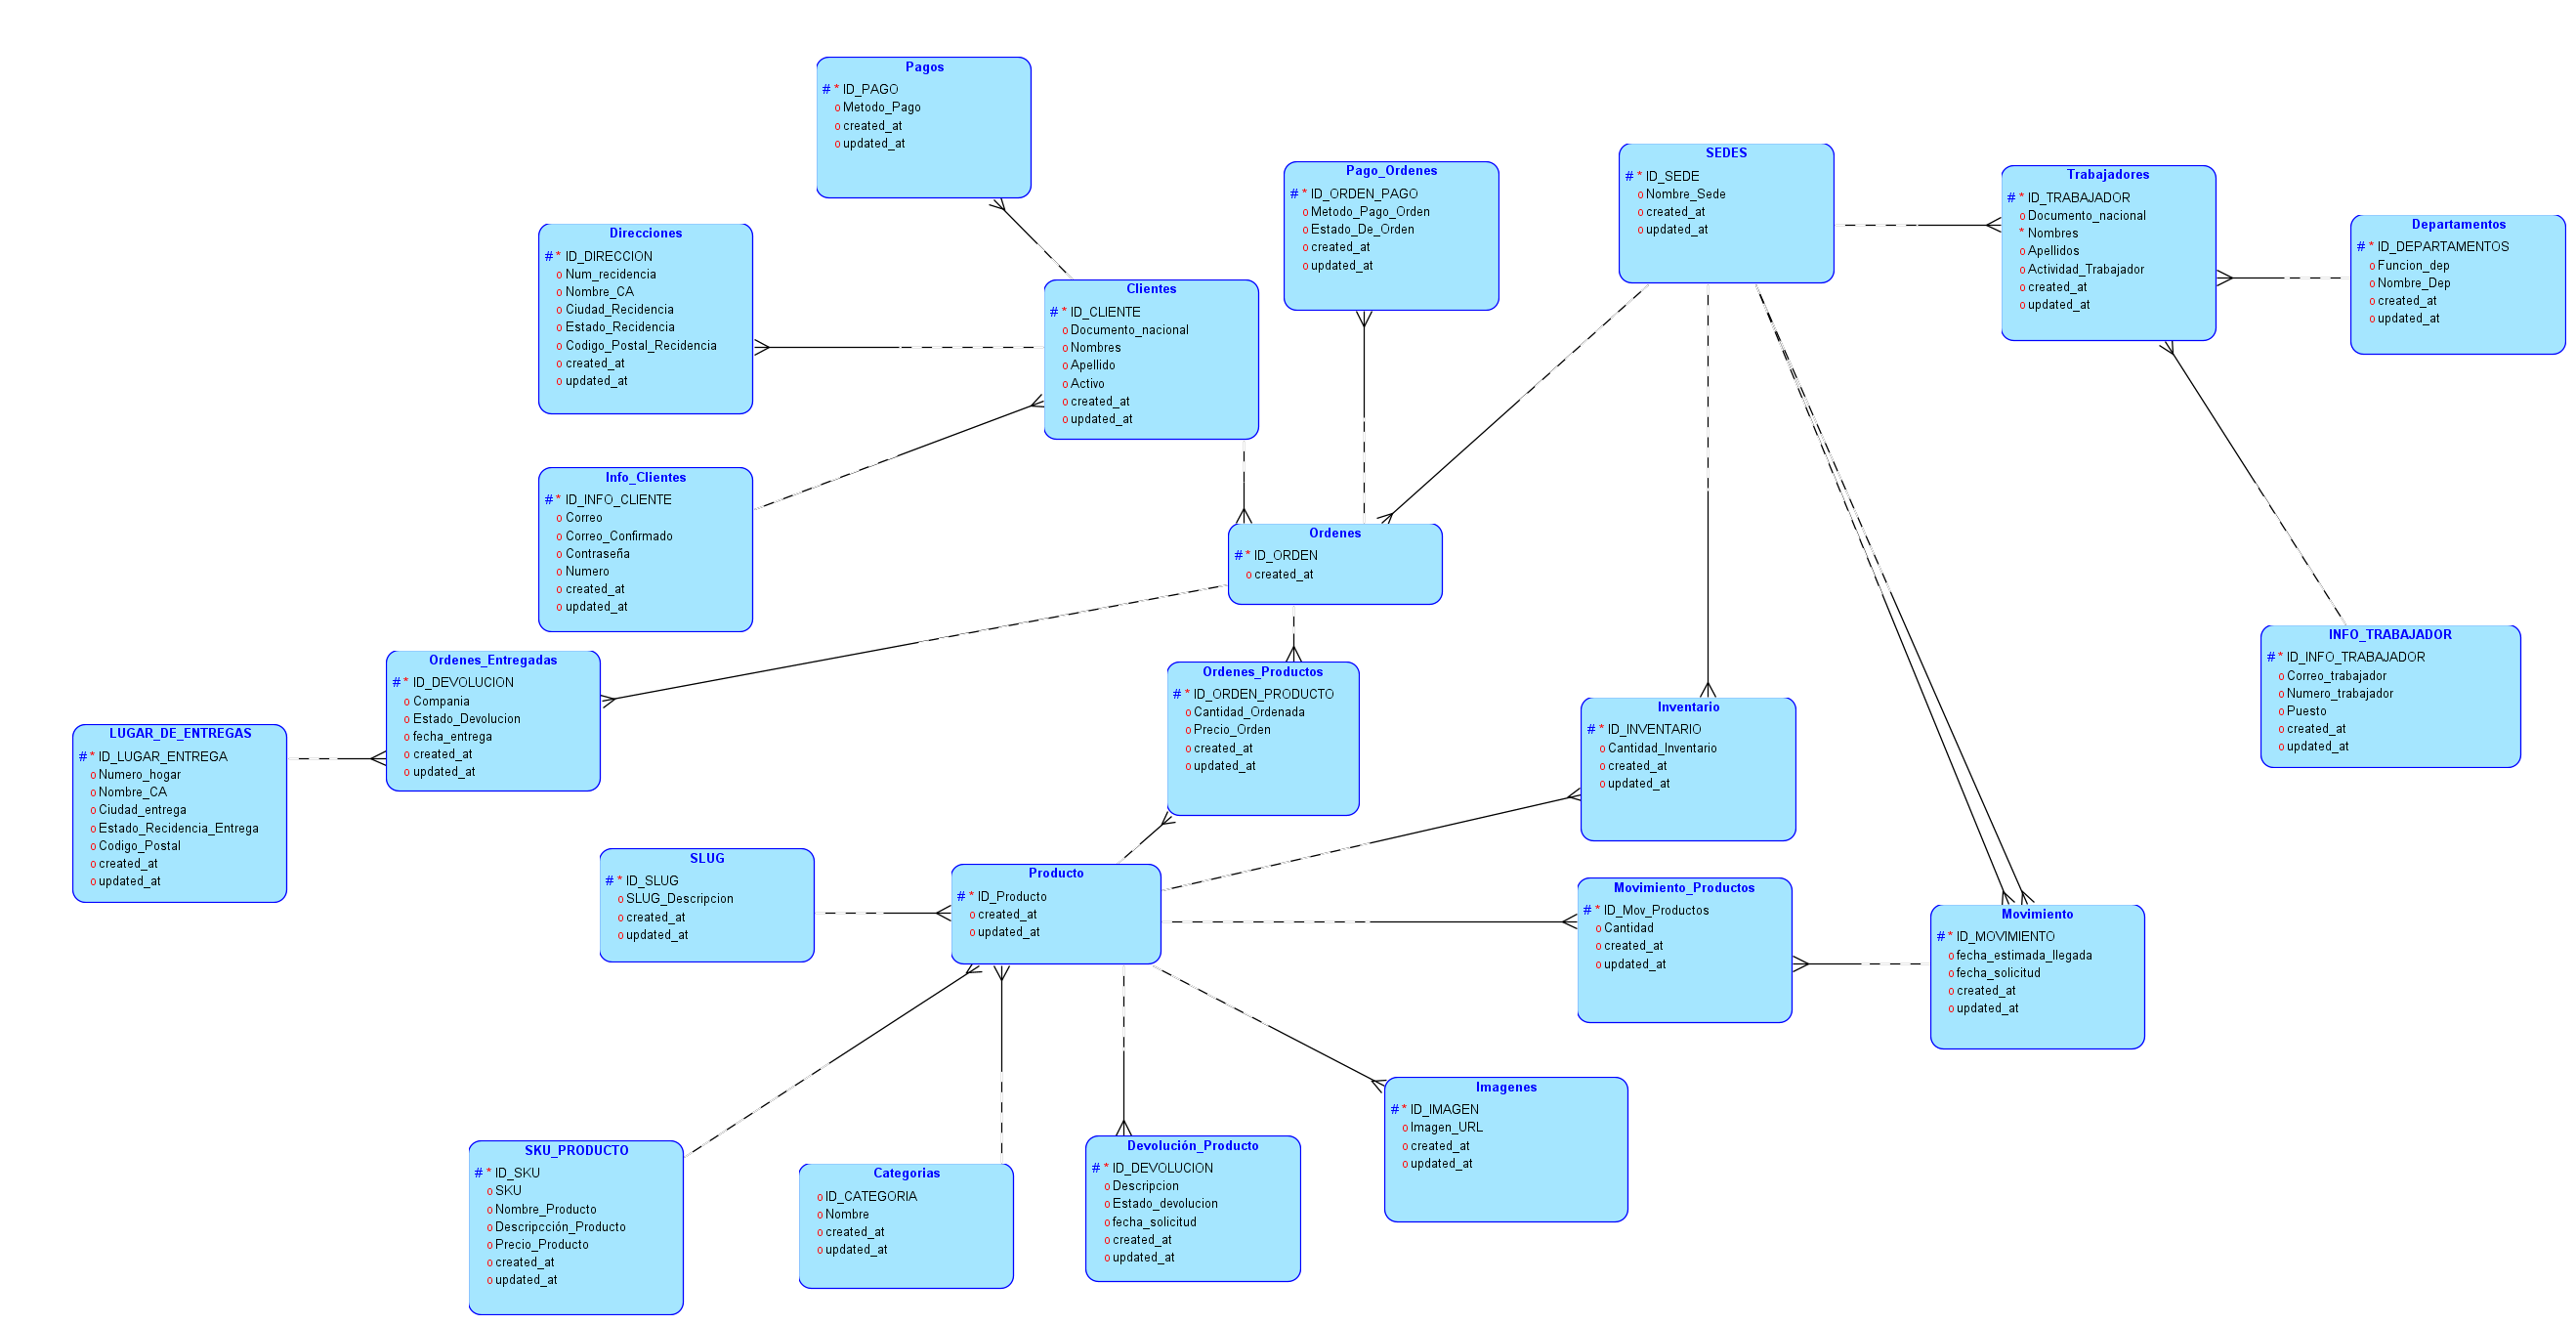 Pagos
# * ID_PAGO
o Metodo_Pago
o created_at
o updated_at
Direcciones
# * ID_DIRECCION
o Num_recidencia
o Nombre_CA
o Ciudad_Recidencia
o Estado_Recidencia
o Codigo_Postal_Recidencia
o created_at
o updated_at
Clientes
# * ID_CLIENTE
o Documento_nacional
o Nombres
o Apellido
o Activo
o created_at
o updated_at
Pago_Ordenes
# * ID_ORDEN_PAGO
o Metodo_Pago_Orden
o Estado_De_Orden
o created_at
o updated_at
SEDES
# * ID_SEDE
o Nombre_Sede
o created_at
o updated_at
Trabajadores
# * ID_TRABAJADOR
o Documento_nacional
* Nombres
o Apellidos
o Actividad_Trabajador
o created_at
o updated_at
Departamentos
# * ID_DEPARTAMENTOS
o Funcion_dep
o Nombre_Dep
o created_at
o updated_at
Info_Clientes
# * ID_INFO_CLIENTE
o Correo
o Correo_Confirmado
o Contraseña
o Numero
o created_at
o updated_at
Ordenes
# * ID_ORDEN
o created_at
INFO_TRABAJADOR
# * ID_INFO_TRABAJADOR
o Correo_trabajador
o Numero_trabajador
o Puesto
o created_at
o updated_at
Ordenes_Entregadas
# * ID_DEVOLUCION
o Compania
o Estado_Devolucion
o fecha_entrega
o created_at
o updated_at
Ordenes_Productos
# * ID_ORDEN_PRODUCTO
o Cantidad_Ordenada
o Precio_Orden
o created_at
o updated_at
Inventario
# * ID_INVENTARIO
o Cantidad_Inventario
o created_at
o updated_at
LUGAR_DE_ENTREGAS
# * ID_LUGAR_ENTREGA
o Numero_hogar
o Nombre_CA
o Ciudad_entrega
o Estado_Recidencia_Entrega
o Codigo_Postal
o created_at
o updated_at
SLUG
# * ID_SLUG
o SLUG_Descripcion
o created_at
o updated_at
Producto
# * ID_Producto
o created_at
o updated_at
Movimiento_Productos
# * ID_Mov_Productos
o Cantidad
o created_at
o updated_at
Movimiento
# * ID_MOVIMIENTO
o fecha_estimada_llegada
o fecha_solicitud
o created_at
o updated_at
SKU_PRODUCTO
# * ID_SKU
o SKU
o Nombre_Producto
o Descripcción_Producto
o Precio_Producto
o created_at
o updated_at
Categorias
o ID_CATEGORIA
o Nombre
o created_at
o updated_at
Devolución_Producto
# * ID_DEVOLUCION
o Descripcion
o Estado_devolucion
o fecha_solicitud
o created_at
o updated_at
Imagenes
# * ID_IMAGEN
o Imagen_URL
o created_at
o updated_at